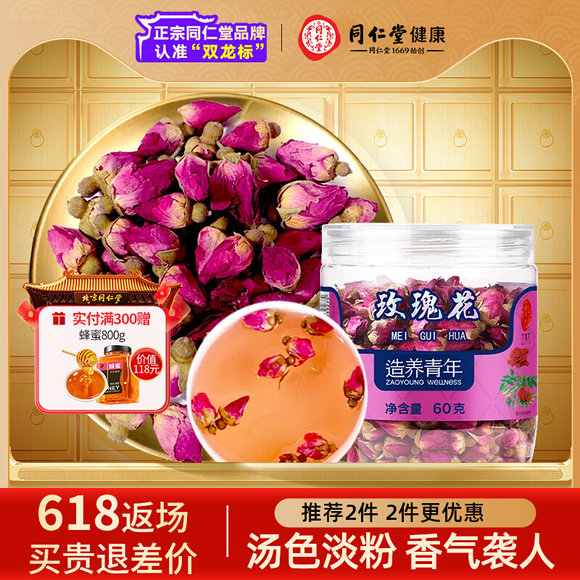 正宗同仁堂品牌
认准“双龙标”
同仁堂健康
同仁堂1669始创
北京同仁堂
实付满300赠
蜂蜜800g
价值
118元
蜂蜜
玫瑰花
MEI GUI HUA
造养青年
ZAOYOUNG WELLNESS
净含量 60克
618返场
买贵退差价
推荐2件 2件更优惠
汤色淡粉 香气袭人